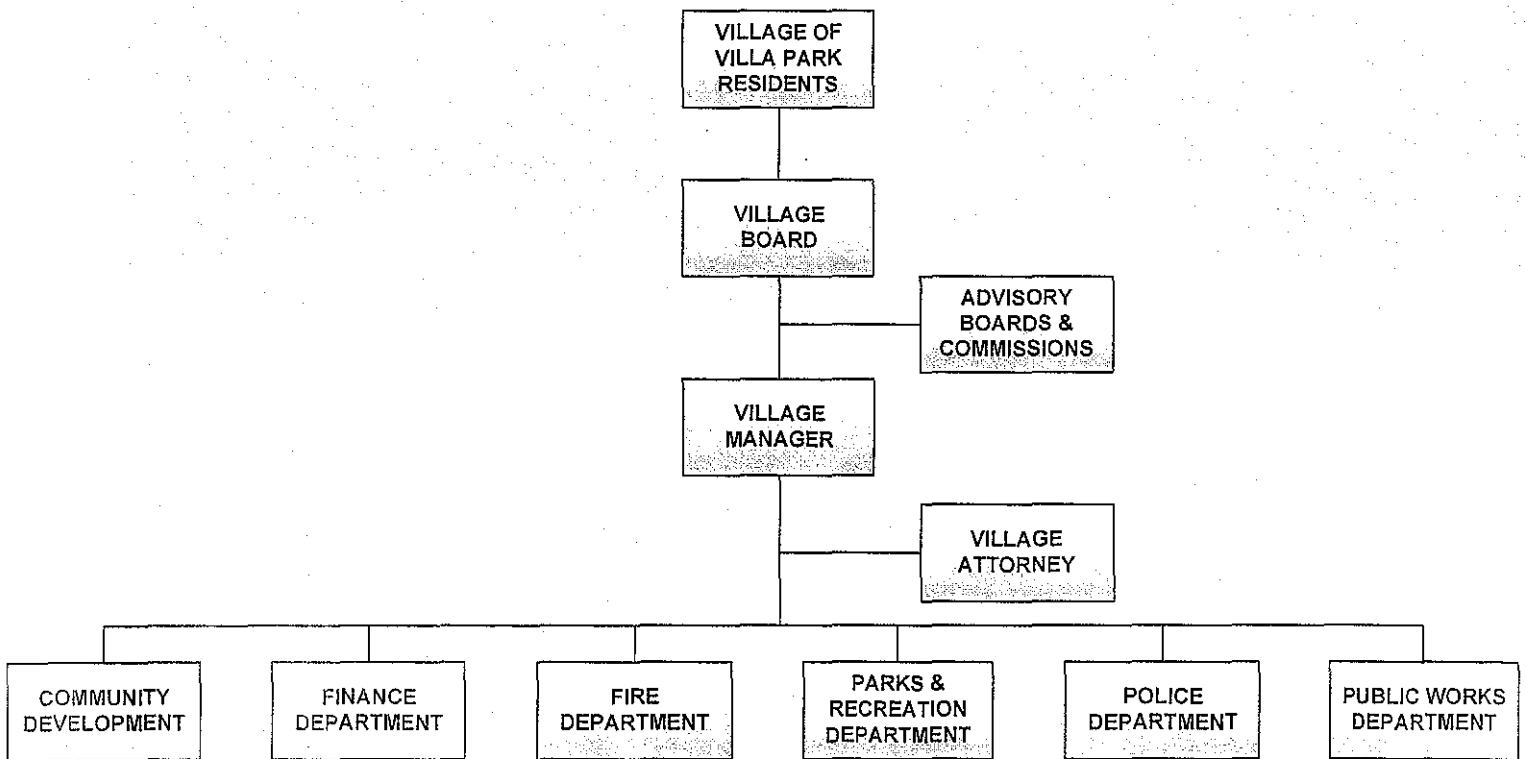 VILLAGE OF
VILLA PARK
RESIDENTS
VILLAGE
BOARD
ADVISORY
BOARDS &
COMMISSIONS
VILLAGE
MANAGER
VILLAGE
ATTORNEY
COMMUNITY
DEVELOPMENT
FINANCE
DEPARTMENT
FIRE
DEPARTMENT
PARKS &
RECREATION
DEPARTMENT
POLICE
DEPARTMENT
PUBLIC WORKS
DEPARTMENT